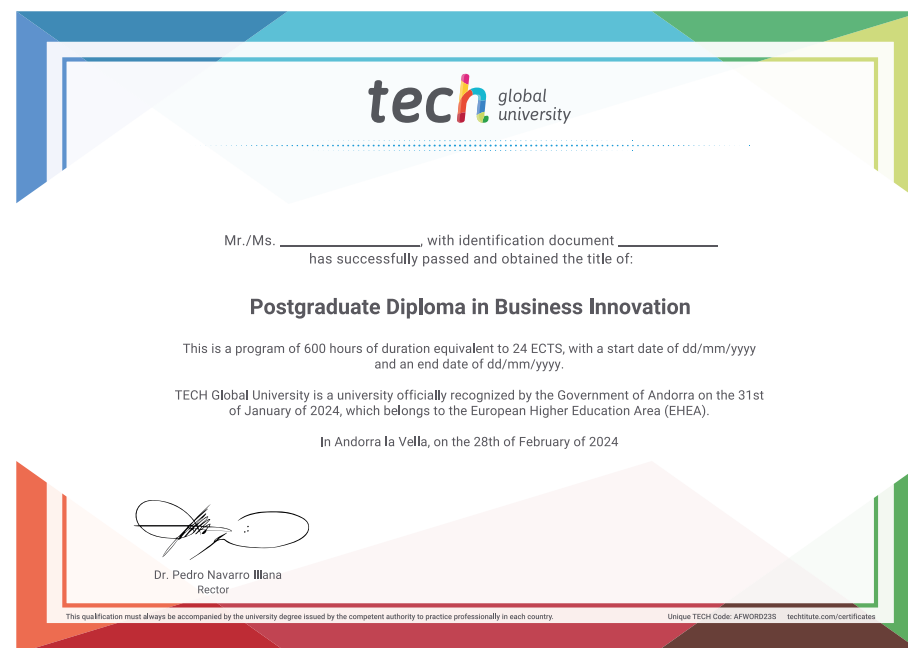 tech global university
Mr./Ms. ____________, with identification document ____________
has successfully passed and obtained the title of:
Postgraduate Diploma in Business Innovation
This is a program of 600 hours of duration equivalent to 24 ECTS, with a start date of dd/mm/yyyy
and an end date of dd/mm/yyyy.
TECH Global University is a university officially recognized by the Government of Andorra on the 31st
of January of 2024, which belongs to the European Higher Education Area (EHEA).
In Andorra la Vella, on the 28th of February of 2024
Dr. Pedro Navarro Illana
Rector
This qualification must always be accompanied by the university degree issued by the competent authority to practice professionally in each country.
Unique TECH Code: AFWORD23S techtitute.com/certificates